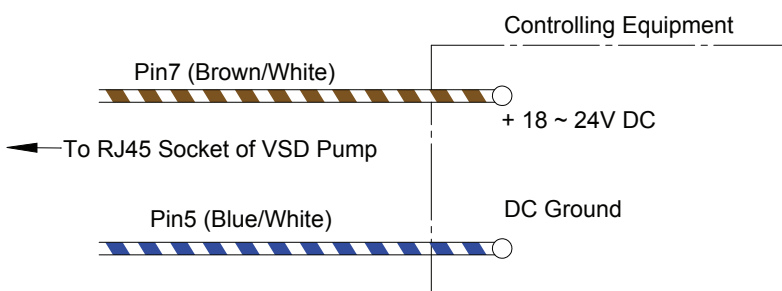 Controlling Equipment
Pin7 (Brown/White)
+ 18 ~ 24V DC
To RJ45 Socket of VSD Pump
Pin5 (Blue/White)
DC Ground